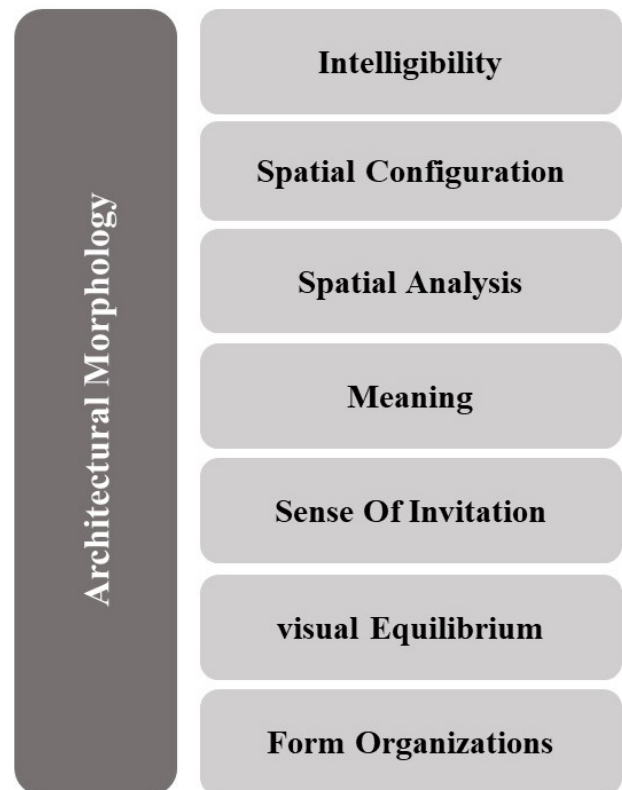 Architectural Morphology
Intelligibility
Spatial Configuration
Spatial Analysis
Meaning
Sense Of Invitation
visual Equilibrium
Form Organizations